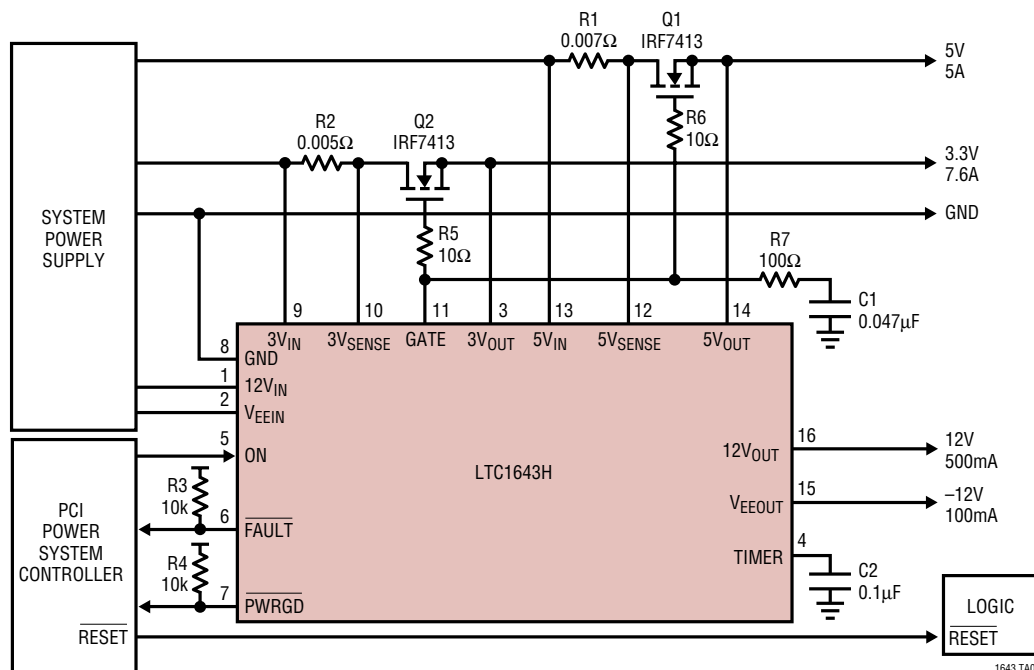 R1
0.007Ω
Q1
IRF7413
5V
5A
R6
10Ω
R2
0.005Ω
Q2
IRF7413
3.3V
7.6A
GND
SYSTEM
POWER
SUPPLY
R5
10Ω
R7
100Ω
C1
0.047µF
9 10 11 3 13 12 14
3VIN 3VSENSE GATE 3VOUT 5VIN 5VSENSE 5VOUT
8 GND
1 12VIN
2 VEEIN
5 ON
6 FAULT
7 PWRGD
LTC1643H
12VOUT 16
12V
500mA
VEEOUT 15
–12V
100mA
TIMER 4
C2
0.1µF
PCI
POWER
SYSTEM
CONTROLLER
R3
10k
R4
10k
RESET
LOGIC
RESET